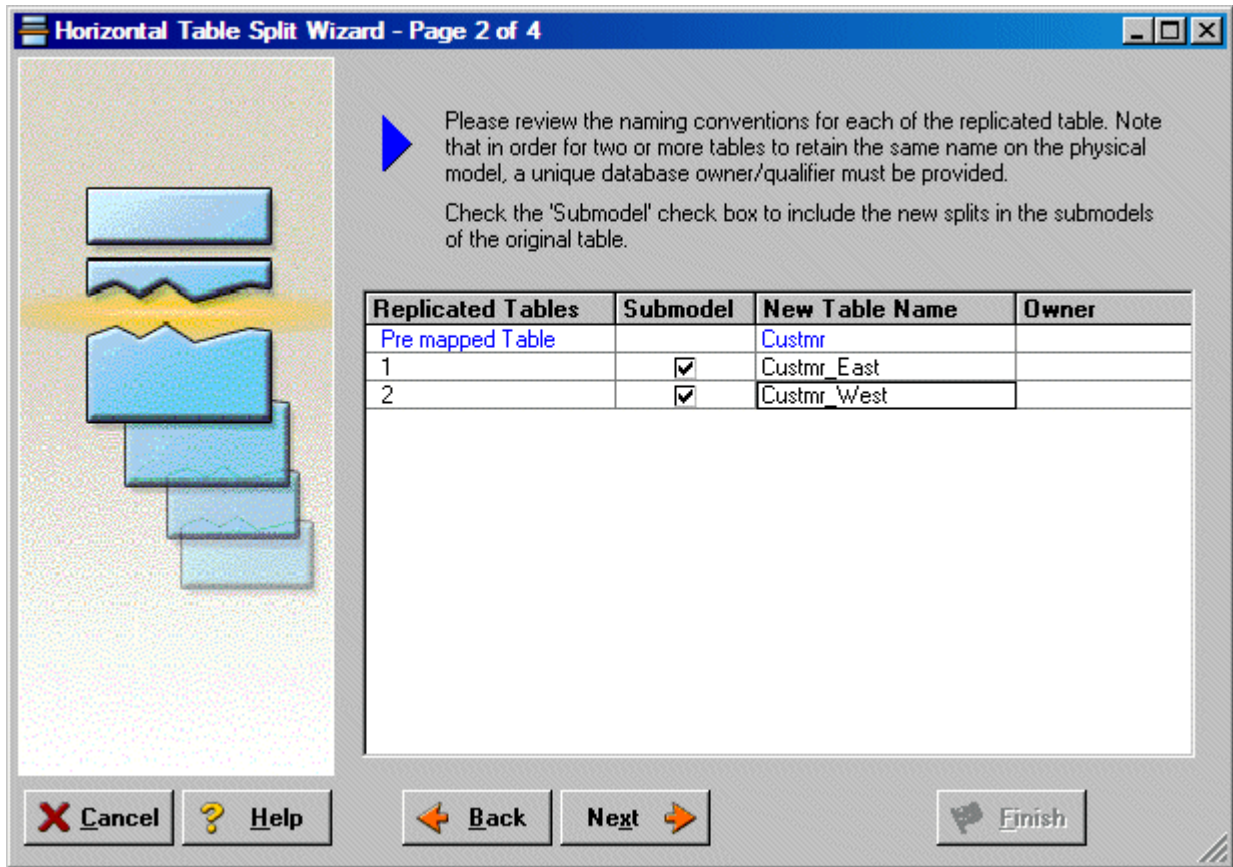 Horizontal Table Split Wizard - Page 2 of 4
Please review the naming conventions for each of the replicated table. Note
that in order for two or more tables to retain the same name on the physical
model, a unique database owner/qualifier must be provided.
Check the 'Submodel' check box to include the new splits in the submodels
of the original table.
Replicated Tables Submodel New Table Name Owner
Pre mapped Table Custmr
1 Custmr_East
2 Custmr_West
Cancel ? Help Back Next Finish